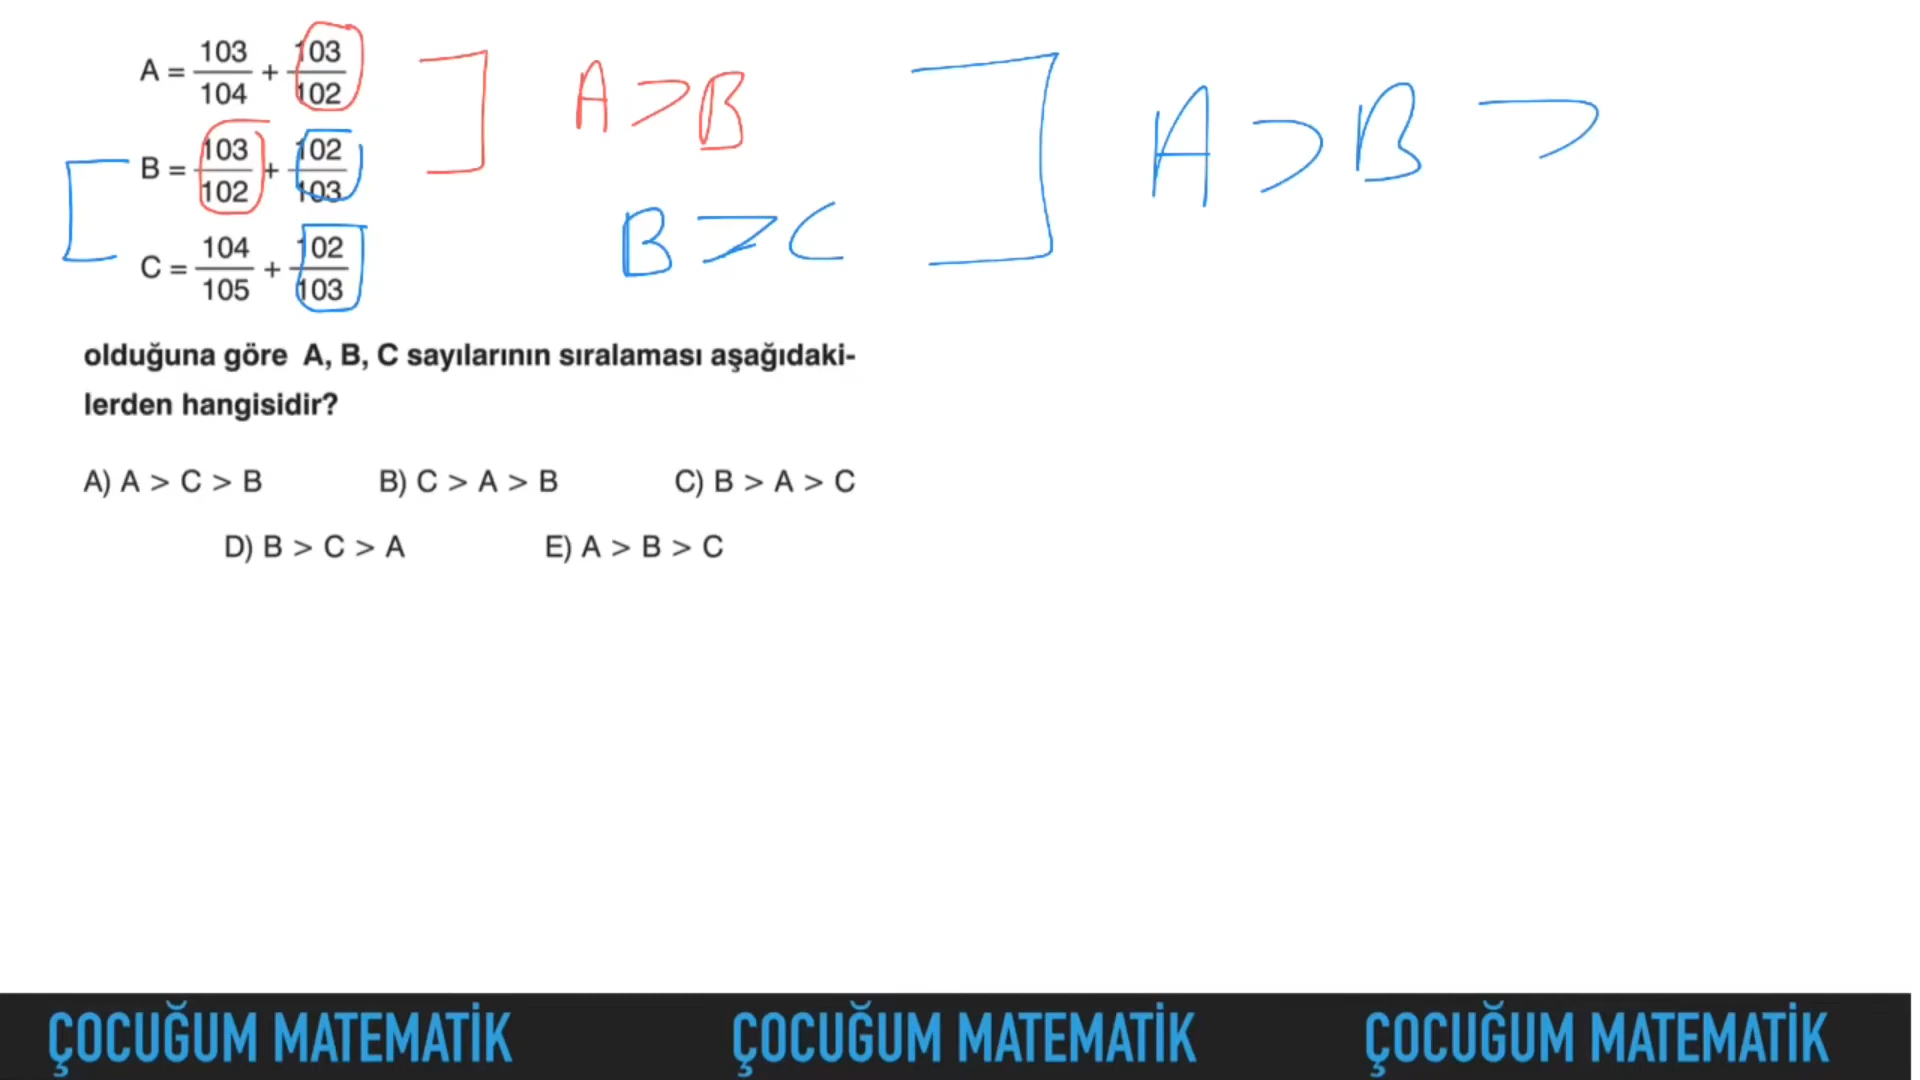 A = 103/104 + 103/102
B = 103/102 + 102/103
C = 104/105 + 102/103
A > B
B > C
A > B >
olduğuna göre A, B, C sayılarının sıralaması aşağıdaki-
lerden hangisidir?
A) A > C > B B) C > A > B C) B > A > C
D) B > C > A E) A > B > C
ÇOCUĞUM MATEMATİK ÇOCUĞUM MATEMATİK ÇOCUĞUM MATEMATİK